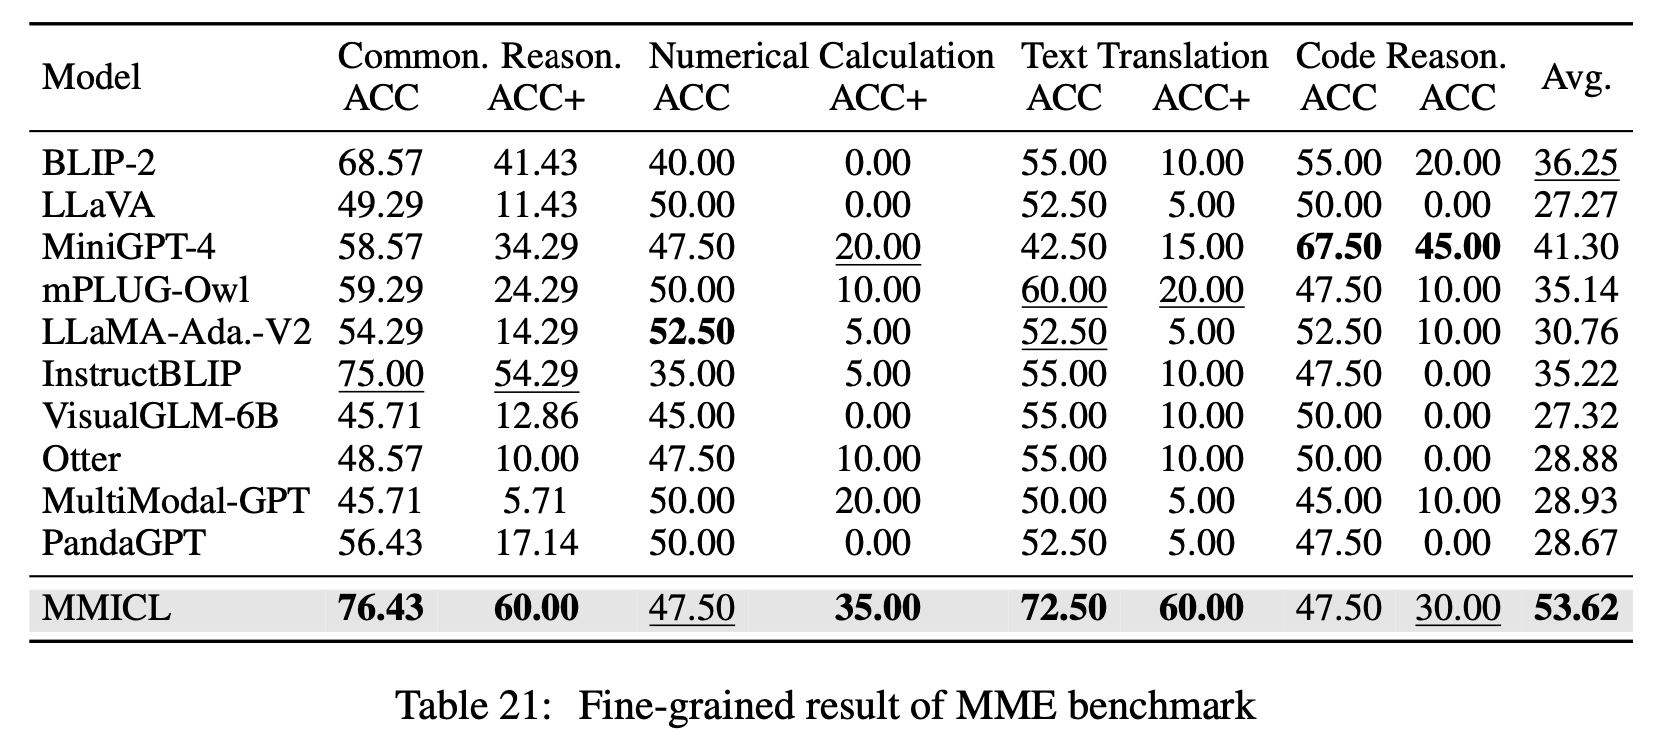 Model Common. Reason. Numerical Calculation Text Translation Code Reason. Avg.
ACC ACC+ ACC ACC+ ACC ACC+ ACC ACC
BLIP-2 68.57 41.43 40.00 0.00 55.00 10.00 55.00 20.00 36.25
LLaVA 49.29 11.43 50.00 0.00 52.50 5.00 50.00 0.00 27.27
MiniGPT-4 58.57 34.29 47.50 20.00 42.50 15.00 67.50 45.00 41.30
mPLUG-Owl 59.29 24.29 50.00 10.00 60.00 20.00 47.50 10.00 35.14
LLaMA-Ada.-V2 54.29 14.29 52.50 5.00 52.50 5.00 52.50 10.00 30.76
InstructBLIP 75.00 54.29 35.00 5.00 55.00 10.00 47.50 0.00 35.22
VisualGLM-6B 45.71 12.86 45.00 0.00 55.00 10.00 50.00 0.00 27.32
Otter 48.57 10.00 47.50 10.00 55.00 10.00 50.00 0.00 28.88
MultiModal-GPT 45.71 5.71 50.00 20.00 50.00 5.00 45.00 10.00 28.93
PandaGPT 56.43 17.14 50.00 0.00 52.50 5.00 47.50 0.00 28.67
MMICL 76.43 60.00 47.50 35.00 72.50 60.00 47.50 30.00 53.62
Table 21: Fine-grained result of MME benchmark